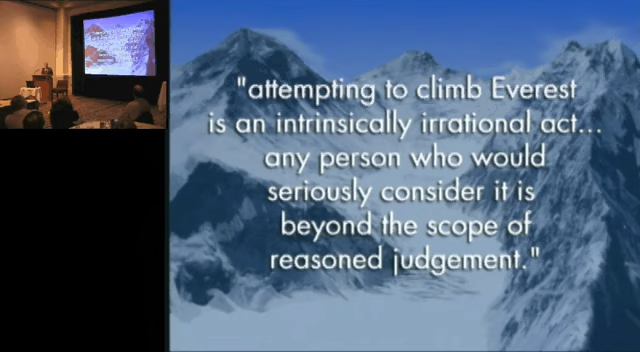 "attempting to climb Everest
is an intrinsically irrational act...
any person who would
seriously consider it is
beyond the scope of
reasoned judgement."